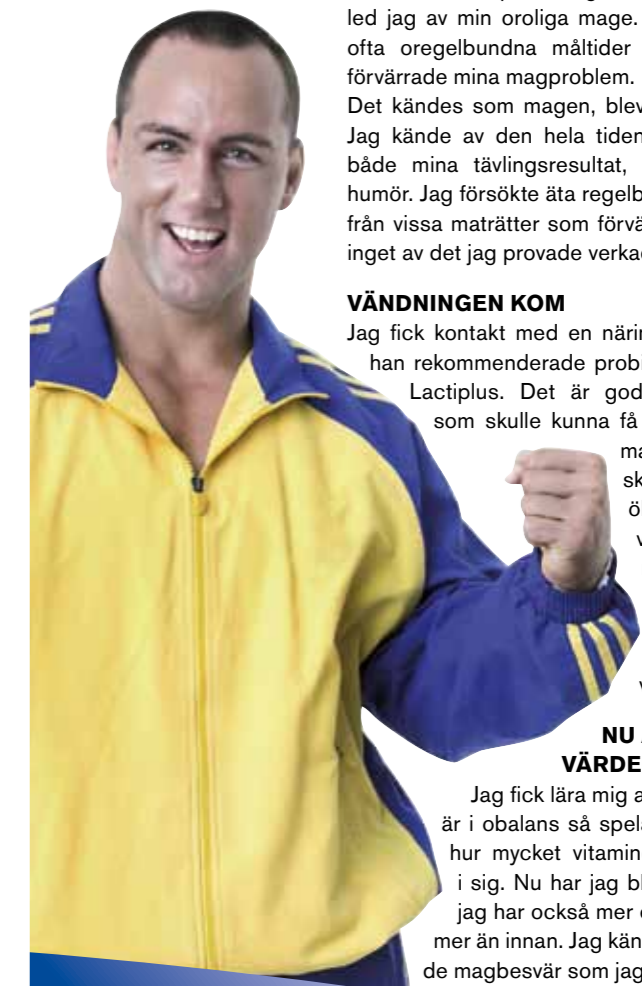 led jag av min oroliga mage.
ofta oregelbundna måltider
förvärrade mina magproblem.
Det kändes som magen, blev
Jag kände av den hela tiden
både mina tävlingsresultat,
humör. Jag försökte äta regelb
från vissa maträtter som förvä
inget av det jag provade verka
VÄNDNINGEN KOM
Jag fick kontakt med en närin
han rekommenderade probi
Lactiplus. Det är god
som skulle kunna få
ma
sk
ö
v
v
NU
VÄRDE
Jag fick lära mig a
är i obalans så spela
hur mycket vitamin
i sig. Nu har jag bl
jag har också mer
mer än innan. Jag kän
de magbesvär som jag